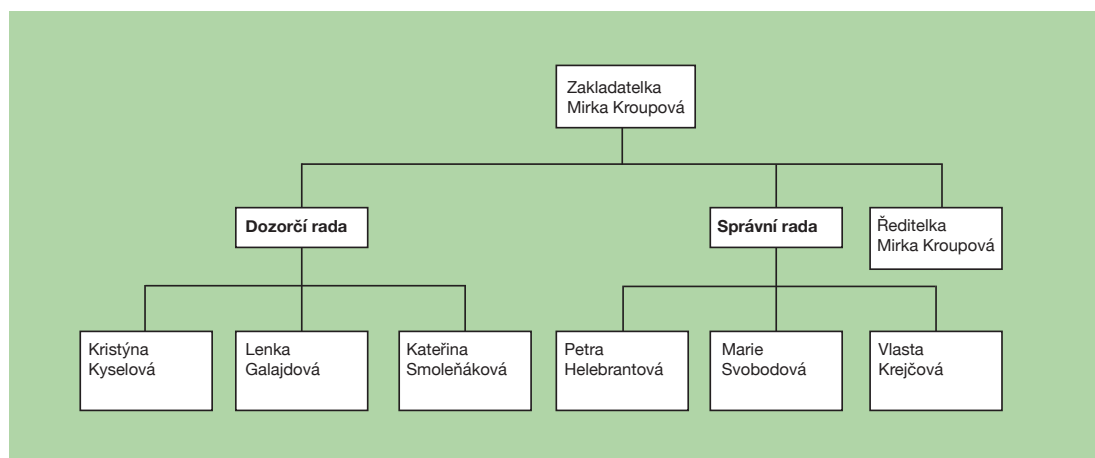 Zakladatelka
Mirka Kroupová
Dozorčí rada
Správní rada
Ředitelka
Mirka Kroupová
Kristýna
Kyselová
Lenka
Galajdová
Kateřina
Smoleňáková
Petra
Helebrantová
Marie
Svobodová
Vlasta
Krejčová